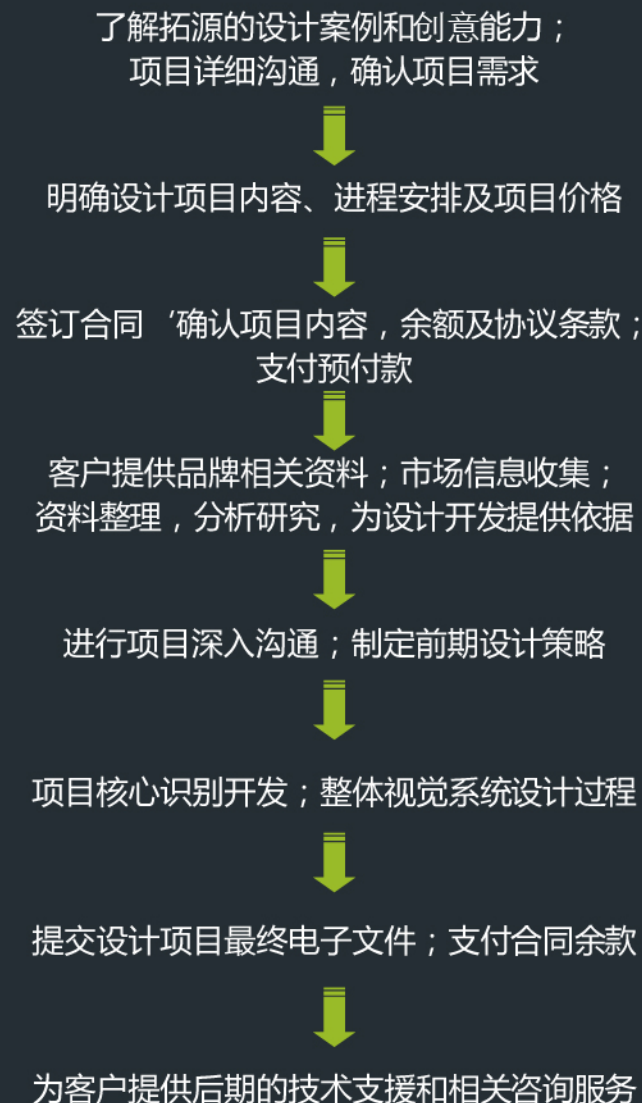 了解拓源的设计案例和创意能力；
项目详细沟通，确认项目需求
明确设计项目内容、进程安排及项目价格
签订合同‘确认项目内容，余额及协议条款；
支付预付款
客户提供品牌相关资料；市场信息收集；
资料整理，分析研究，为设计开发提供依据
进行项目深入沟通；制定前期设计策略
项目核心识别开发；整体视觉系统设计过程
提交设计项目最终电子文件；支付合同余款
为客户提供后期的技术支援和相关咨询服务